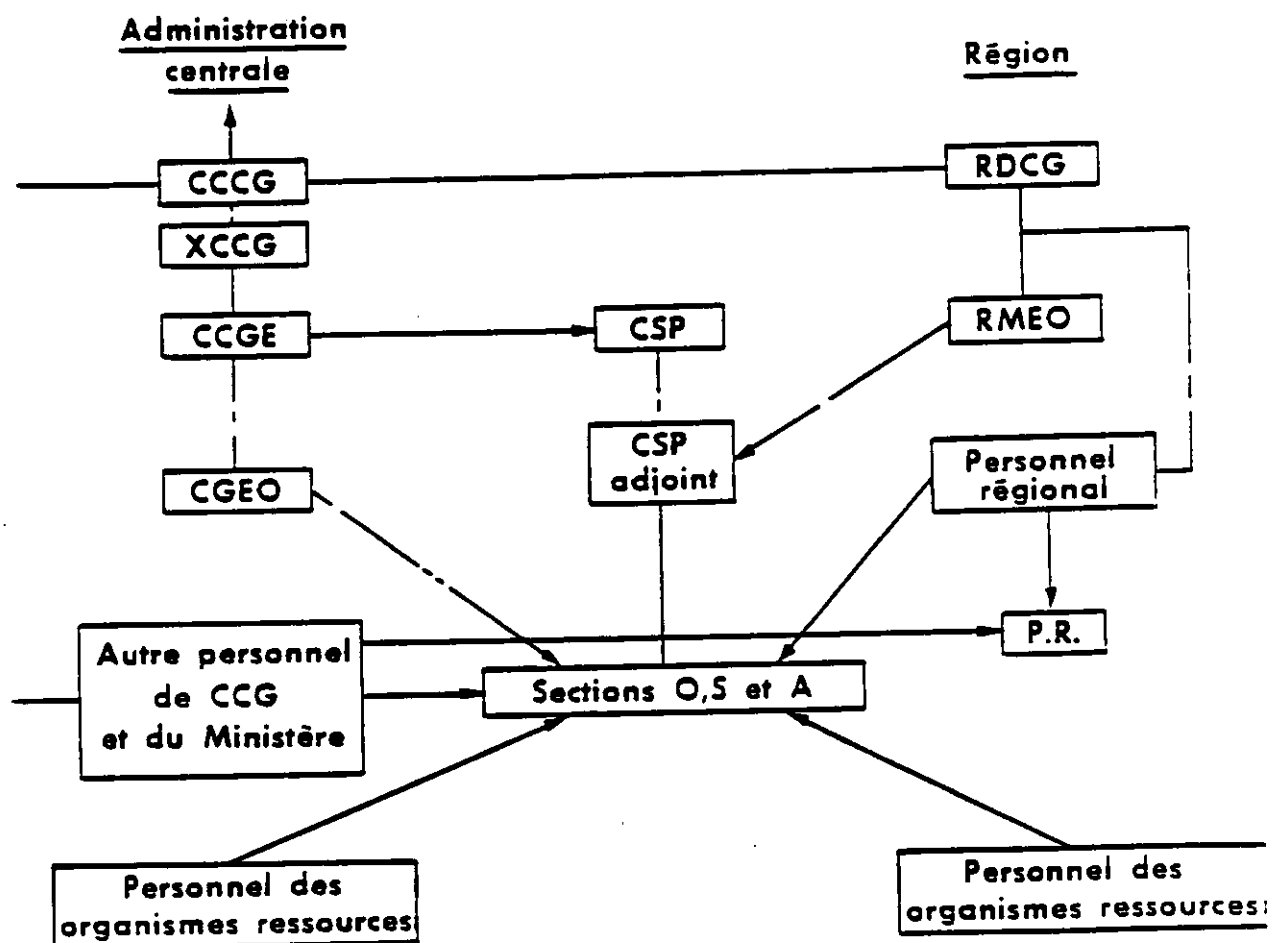 Administration
centrale
Région
CCCG
RDCG
XCCG
CCGE
CSP
RMEO
CSP
adjoint
Personnel
régional
CGEO
P.R.
Autre personnel
de CCG
et du Ministère
Sections O,S et A
Personnel des
organismes ressources
Personnel des
organismes ressources